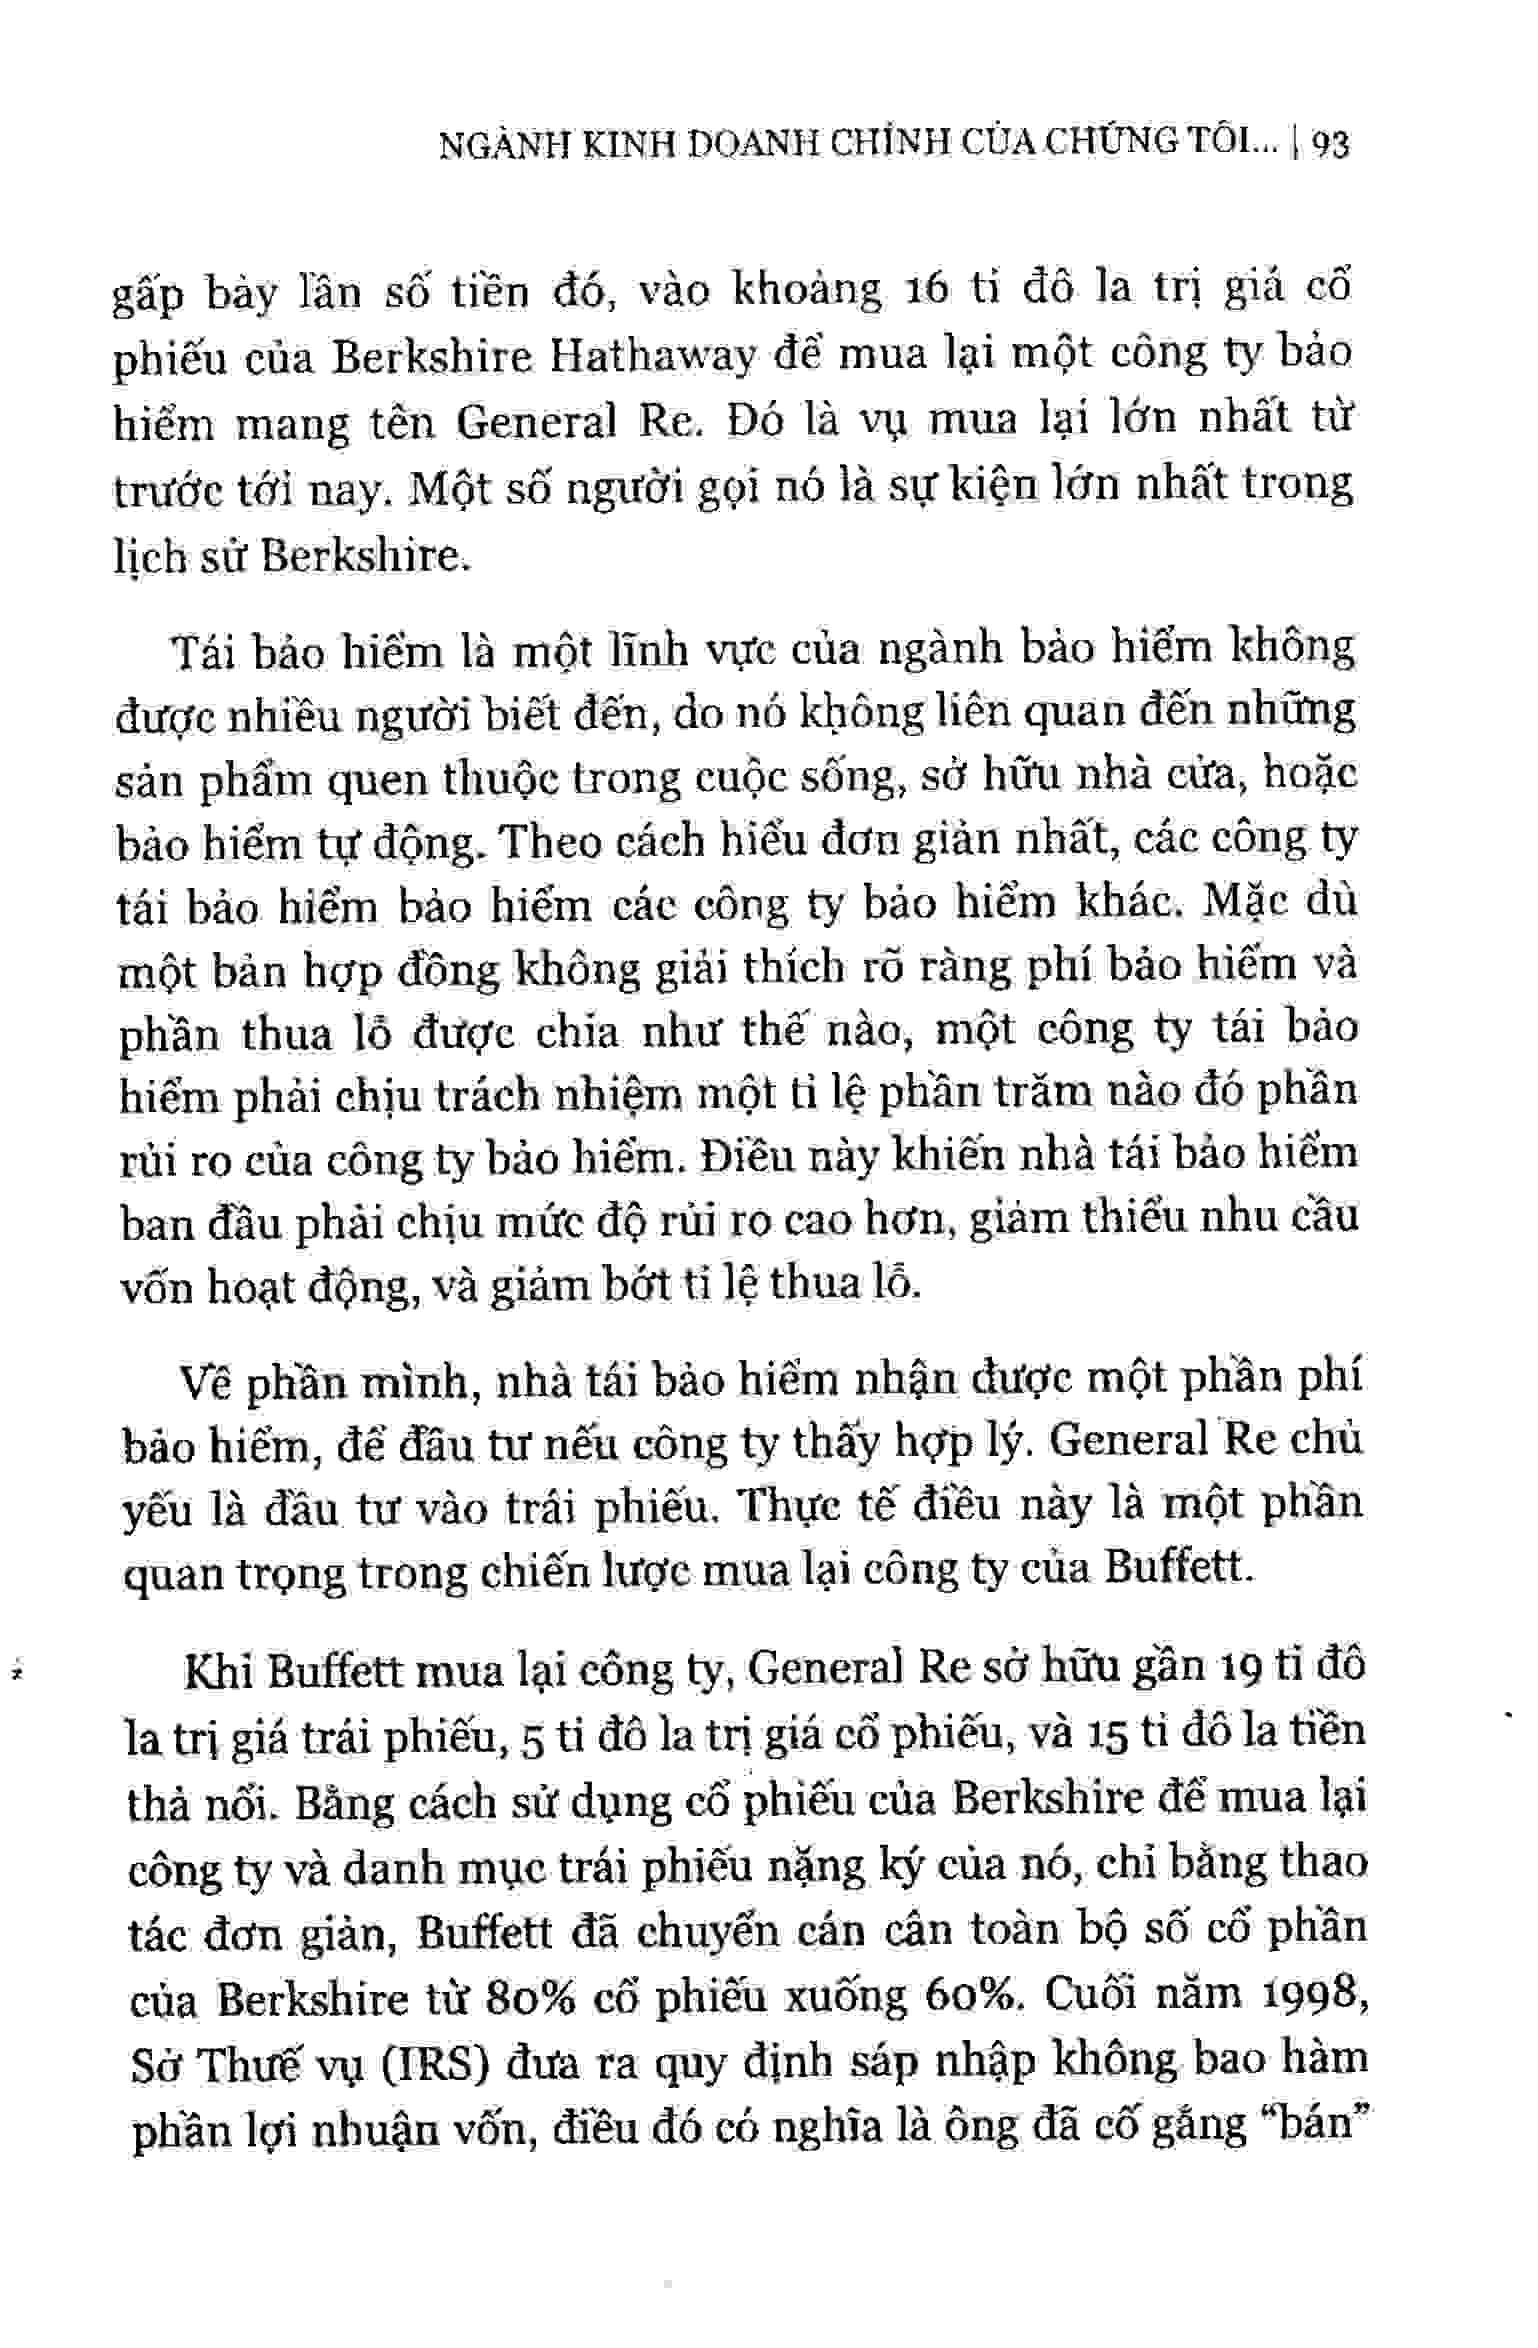 NGÀNH KINH DOANH CHÍNH CỦA CHÚNG TÔI... | 93
gấp bảy lần số tiền đó, vào khoảng 16 tỉ đô la trị giá cổ
phiếu của Berkshire Hathaway để mua lại một công ty bảo
hiểm mang tên General Re. Đó là vụ mua lại lớn nhất từ
trước tới nay. Một số người gọi nó là sự kiện lớn nhất trong
lịch sử Berkshire.
Tái bảo hiểm là một lĩnh vực của ngành bảo hiểm không
được nhiều người biết đến, do nó không liên quan đến những
sản phẩm quen thuộc trong cuộc sống, sở hữu nhà cửa, hoặc
bảo hiểm tự động. Theo cách hiểu đơn giản nhất, các công ty
tái bảo hiểm bảo hiểm các công ty bảo hiểm khác. Mặc dù
một bản hợp đồng không giải thích rõ ràng phí bảo hiểm và
phần thua lỗ được chia như thế nào, một công ty tái bảo
hiểm phải chịu trách nhiệm một tỉ lệ phần trăm nào đó phần
rủi ro của công ty bảo hiểm. Điều này khiến nhà tái bảo hiểm
ban đầu phải chịu mức độ rủi ro cao hơn, giảm thiểu nhu cầu
vốn hoạt động, và giảm bớt tỉ lệ thua lỗ.
Về phần mình, nhà tái bảo hiểm nhận được một phần phí
bảo hiểm, để đầu tư nếu công ty thấy hợp lý. General Re chủ
yếu là đầu tư vào trái phiếu. Thực tế điều này là một phần
quan trọng trong chiến lược mua lại công ty của Buffett.
Khi Buffett mua lại công ty, General Re sở hữu gần 19 tỉ đô
la trị giá trái phiếu, 5 tỉ đô la trị giá cổ phiếu, và 15 tỉ đô la tiền
thả nổi. Bằng cách sử dụng cổ phiếu của Berkshire để mua lại
công ty và danh mục trái phiếu nặng ký của nó, chỉ bằng thao
tác đơn giản, Buffett đã chuyển cán cân toàn bộ số cổ phần
của Berkshire từ 80% cổ phiếu xuống 60%. Cuối năm 1998,
Sở Thuế vụ (IRS) đưa ra quy định sáp nhập không bao hàm
phần lợi nhuận vốn, điều đó có nghĩa là ông đã cố gắng “bán”